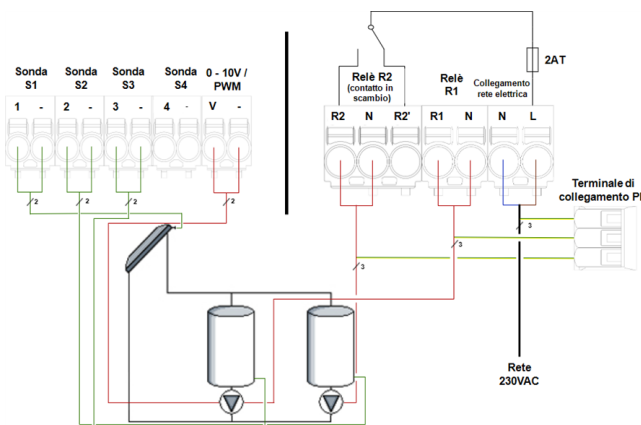 Sonda S1
Sonda S2
Sonda S3
Sonda S4
0 - 10V / PWM
1 - 2 - 3 - 4 - V -
2
2
2
2
Relè R2
(contatto in
scambio)
Relè
R1
Collegamento
rete elettrica
2AT
R2 N R2' R1 N N L
3
3
3
Terminale di
collegamento P
Rete
230VAC